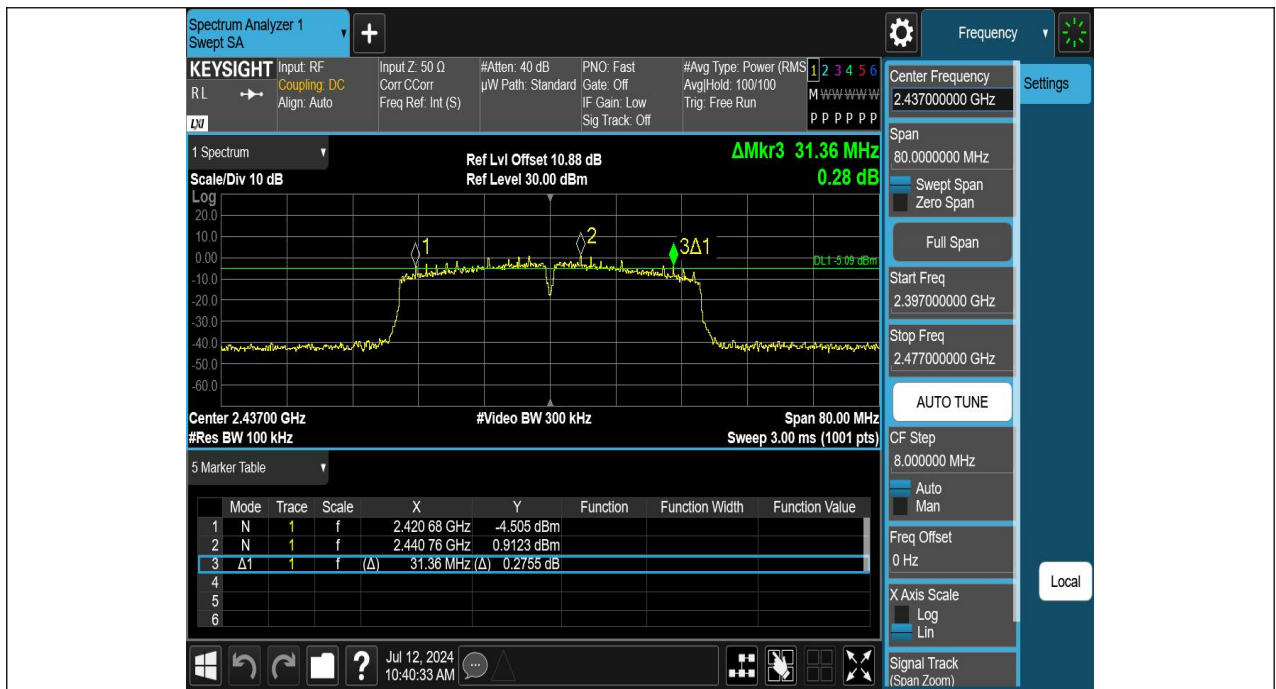 Spectrum Analyzer 1
Swept SA
+
Frequency
KEYSIGHT
RL
LXI
Input: RF
Coupling: DC
Align: Auto
Input Z: 50 Ω
Corr CCorr
Freq Ref: Int (S)
#Atten: 40 dB
µW Path: Standard
PNO: Fast
Gate: Off
IF Gain: Low
Sig Track: Off
#Avg Type: Power (RMS
Avg|Hold: 100/100
Trig: Free Run
1 2 3 4 5 6
M W W W W W
P P P P P P
1 Spectrum
Scale/Div 10 dB
Ref Lvl Offset 10.88 dB
Ref Level 30.00 dBm
ΔMkr3 31.36 MHz
0.28 dB
Log
20.0
10.0
0.00
-10.0
-20.0
-30.0
-40.0
-50.0
-60.0
1
2
3Δ1
DL1 -5.09 dBm
Center 2.43700 GHz
#Video BW 300 kHz
Span 80.00 MHz
#Res BW 100 kHz
Sweep 3.00 ms (1001 pts)
5 Marker Table
Mode Trace Scale X Y Function Function Width Function Value
1 N 1 f 2.420 68 GHz -4.505 dBm
2 N 1 f 2.440 76 GHz 0.9123 dBm
3 Δ1 1 f (Δ) 31.36 MHz (Δ) 0.2755 dB
4
5
6
?
Jul 12, 2024
10:40:33 AM
Center Frequency
2.437000000 GHz
Settings
Span
80.0000000 MHz
Swept Span
Zero Span
Full Span
Start Freq
2.397000000 GHz
Stop Freq
2.477000000 GHz
AUTO TUNE
CF Step
8.000000 MHz
Auto
Man
Freq Offset
0 Hz
Local
X Axis Scale
Log
Lin
Signal Track
(Span Zoom)